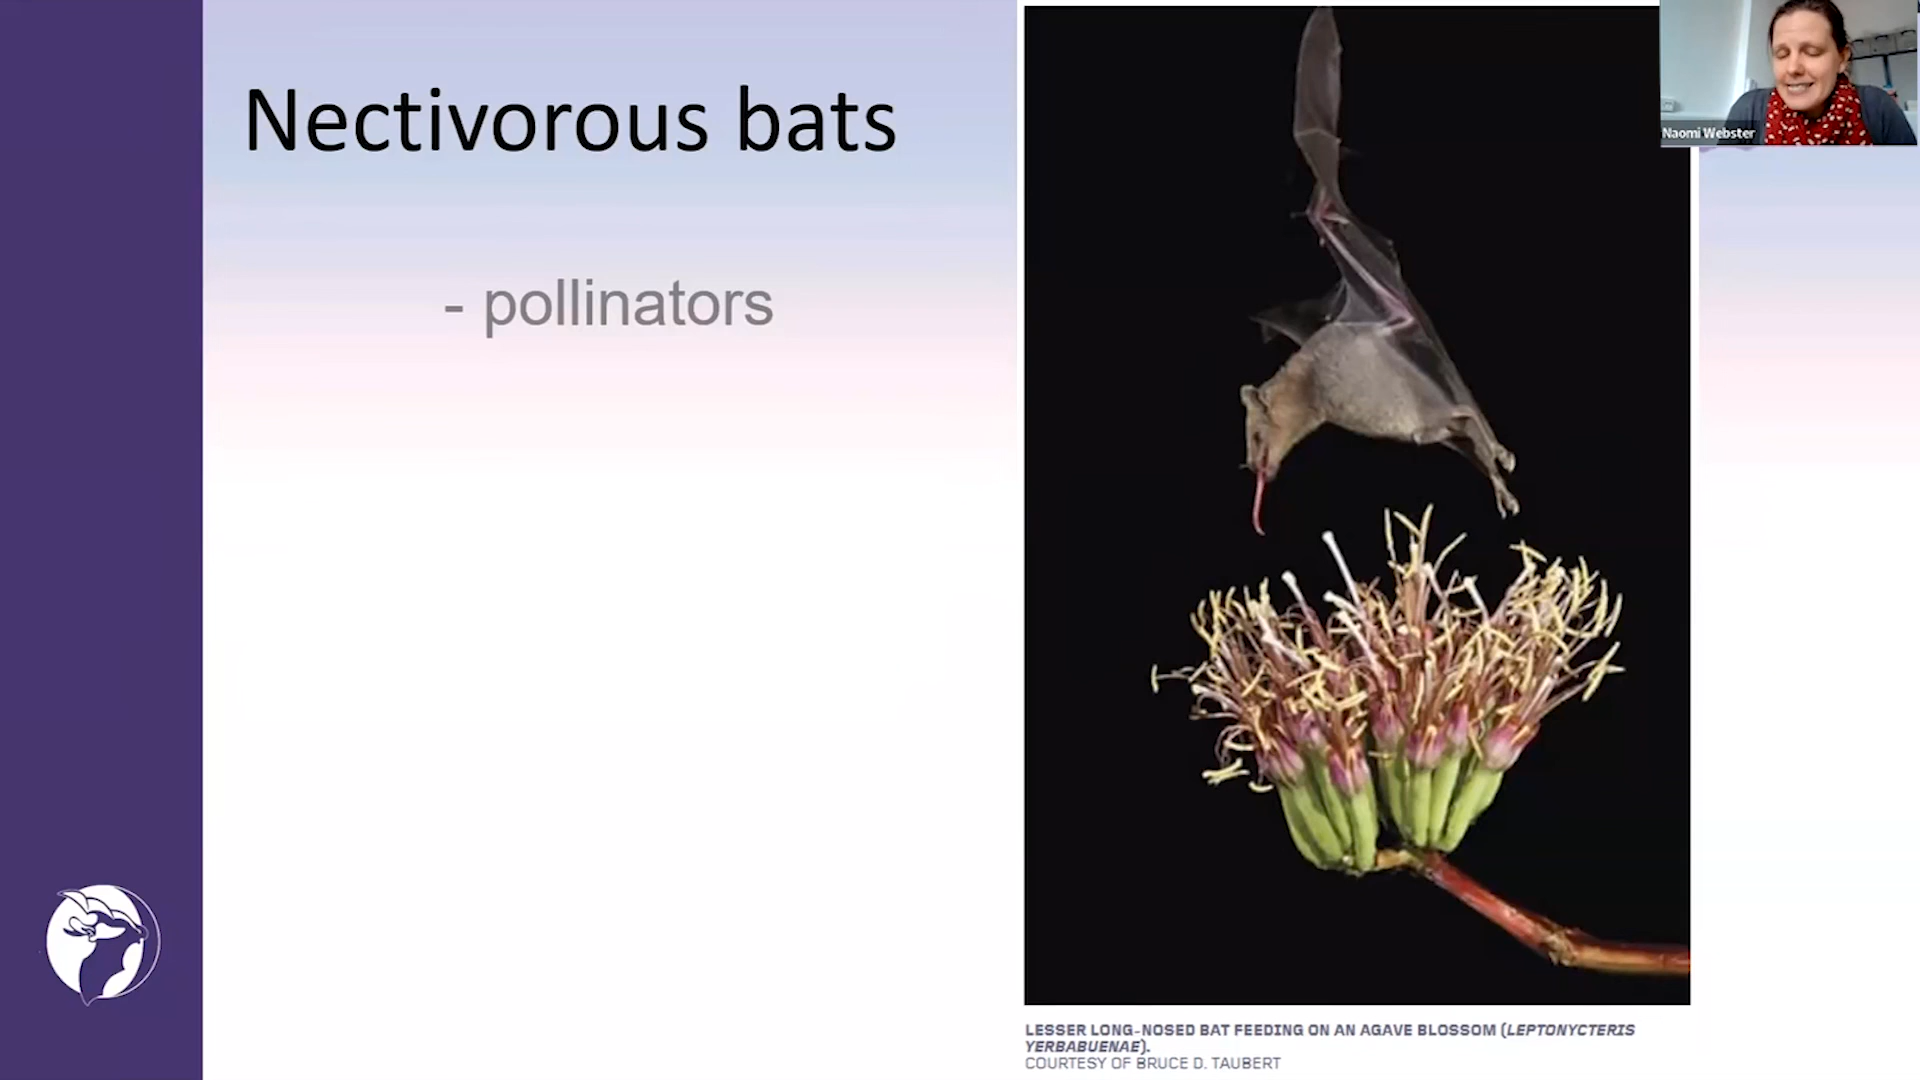 Nectivorous bats
- pollinators
Naomi Webster
LESSER LONG-NOSED BAT FEEDING ON AN AGAVE BLOSSOM (LEPTONYCTERIS
YERBABUENAE).
COURTESY OF BRUCE D. TAUBERT